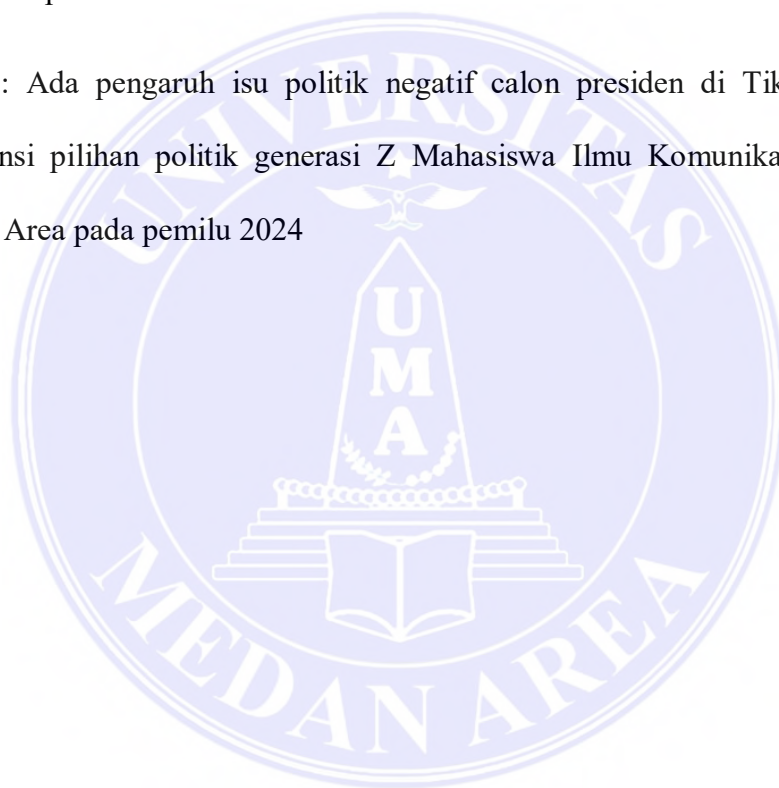 : Ada pengaruh isu politik negatif calon presiden di Tik
nsi pilihan politik generasi Z Mahasiswa Ilmu Komunika
Area pada pemilu 2024
UNIVERSITAS
UMA
MEDAN AREA